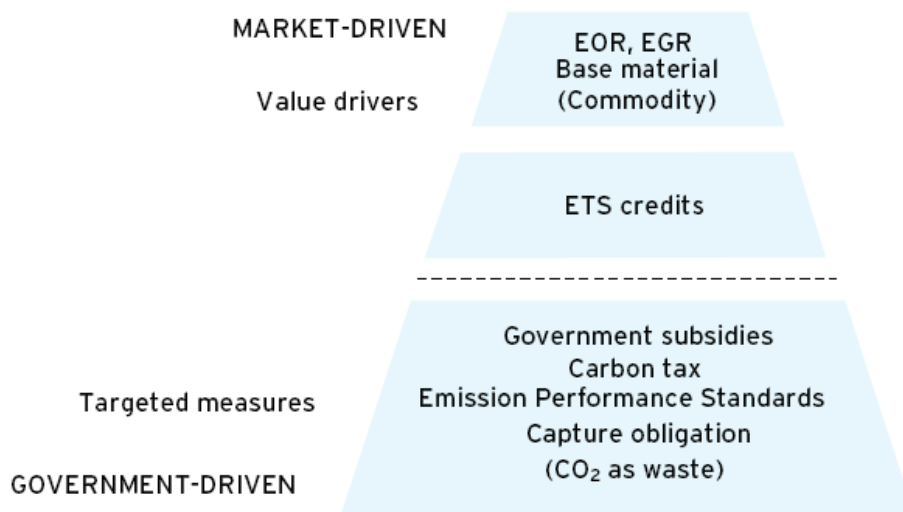 MARKET-DRIVEN
EOR, EGR
Base material
Value drivers
(Commodity)
ETS credits
Government subsidies
Carbon tax
Targeted measures
Emission Performance Standards
Capture obligation
(CO₂ as waste)
GOVERNMENT-DRIVEN